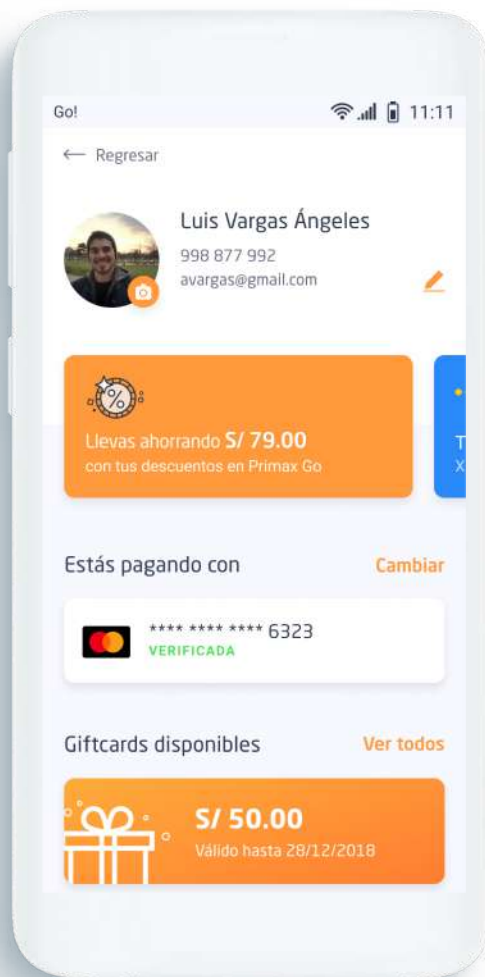 Go! 11:11
← Regresar
Luis Vargas Ángeles
998 877 992
avargas@gmail.com
Llevas ahorrando S/ 79.00
con tus descuentos en Primax Go
T
X
Estás pagando con Cambiar
**** **** **** 6323
VERIFICADA
Giftcards disponibles Ver todos
S/ 50.00
Válido hasta 28/12/2018